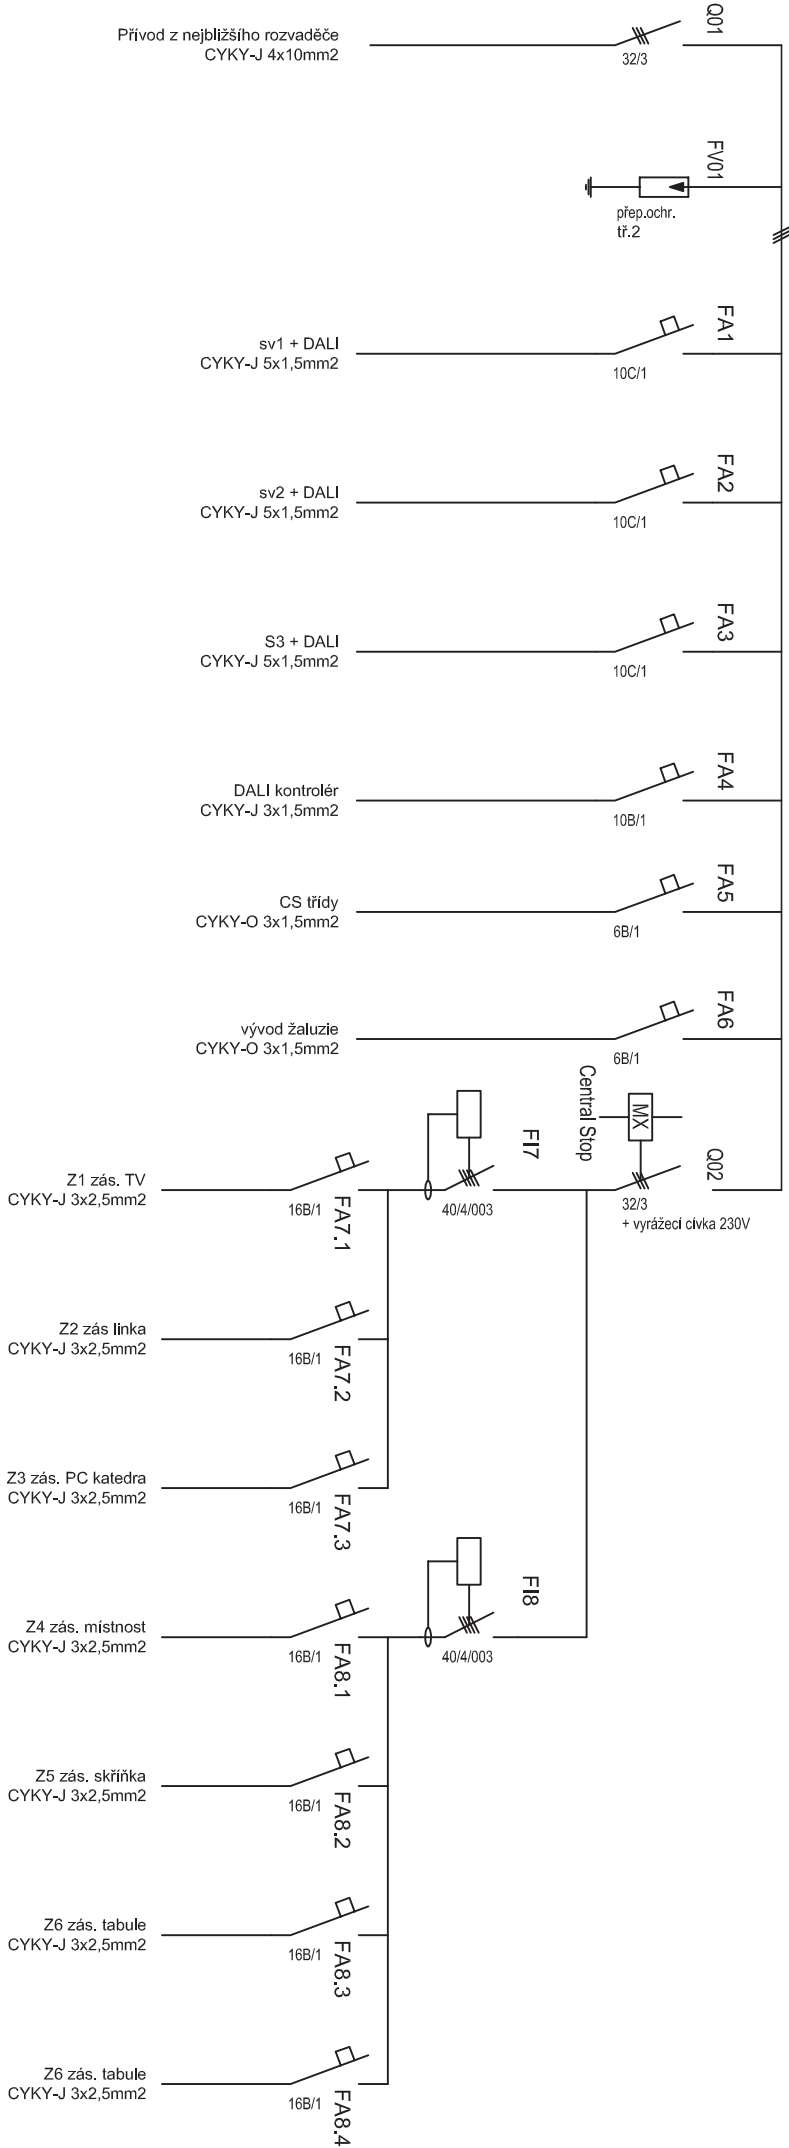 Q01
Přívod z nejbližšího rozvaděče
CYKY-J 4x10mm2
32/3
FV01
přep.ochr.
tř.2
FA1
sv1 + DALI
CYKY-J 5x1,5mm2
10C/1
FA2
sv2 + DALI
CYKY-J 5x1,5mm2
10C/1
FA3
S3 + DALI
CYKY-J 5x1,5mm2
10C/1
FA4
DALI kontrolér
CYKY-J 3x1,5mm2
10B/1
FA5
CS třídy
CYKY-O 3x1,5mm2
6B/1
FA6
vývod žaluzie
CYKY-O 3x1,5mm2
6B/1
Central Stop
MX
Q02
32/3
+ vyrážecí cívka 230V
FI7
40/4/003
Z1 zás. TV
CYKY-J 3x2,5mm2
16B/1
FA7.1
Z2 zás linka
CYKY-J 3x2,5mm2
16B/1
FA7.2
Z3 zás. PC katedra
CYKY-J 3x2,5mm2
16B/1
FA7.3
FI8
40/4/003
Z4 zás. místnost
CYKY-J 3x2,5mm2
16B/1
FA8.1
Z5 zás. skříňka
CYKY-J 3x2,5mm2
16B/1
FA8.2
Z6 zás. tabule
CYKY-J 3x2,5mm2
16B/1
FA8.3
Z6 zás. tabule
CYKY-J 3x2,5mm2
16B/1
FA8.4